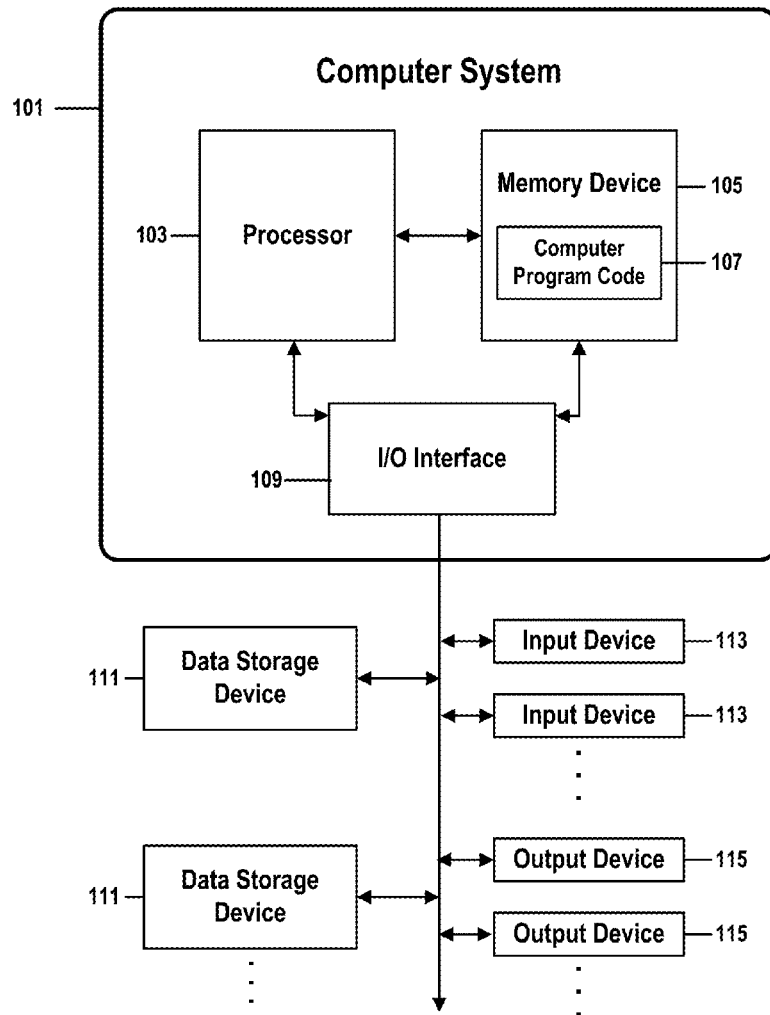 Computer System
101
Processor
103
Memory Device
105
Computer
Program Code
107
I/O Interface
109
Data Storage
Device
111
Input Device
113
Input Device
113
Data Storage
Device
111
Output Device
115
Output Device
115